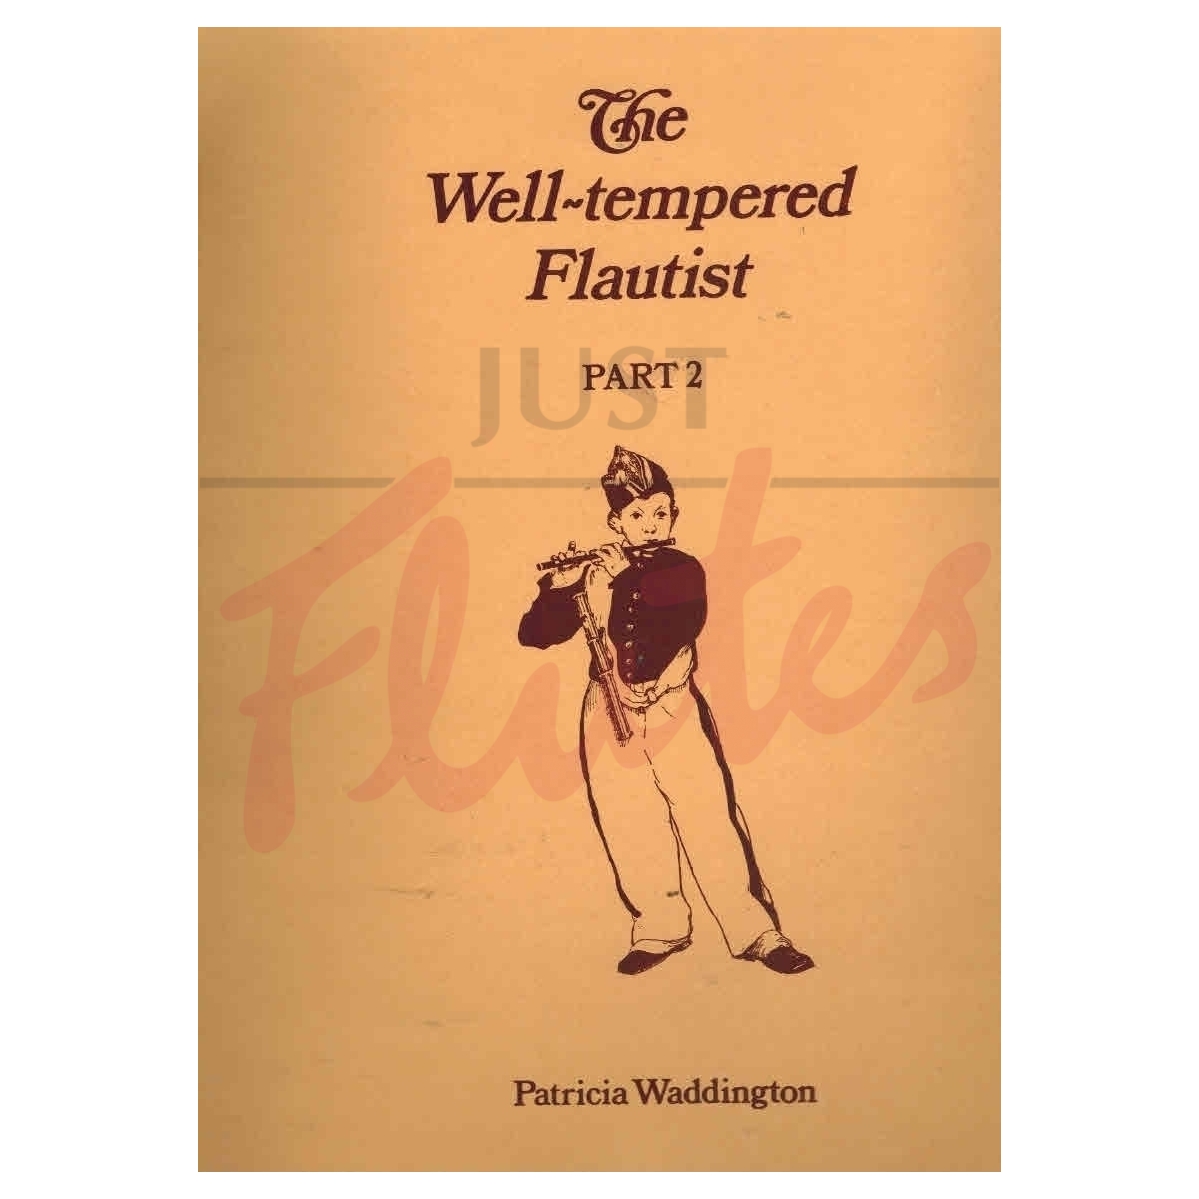 The
Well~tempered
Flautist
PART 2
JUST
Flutes
Patricia Waddington